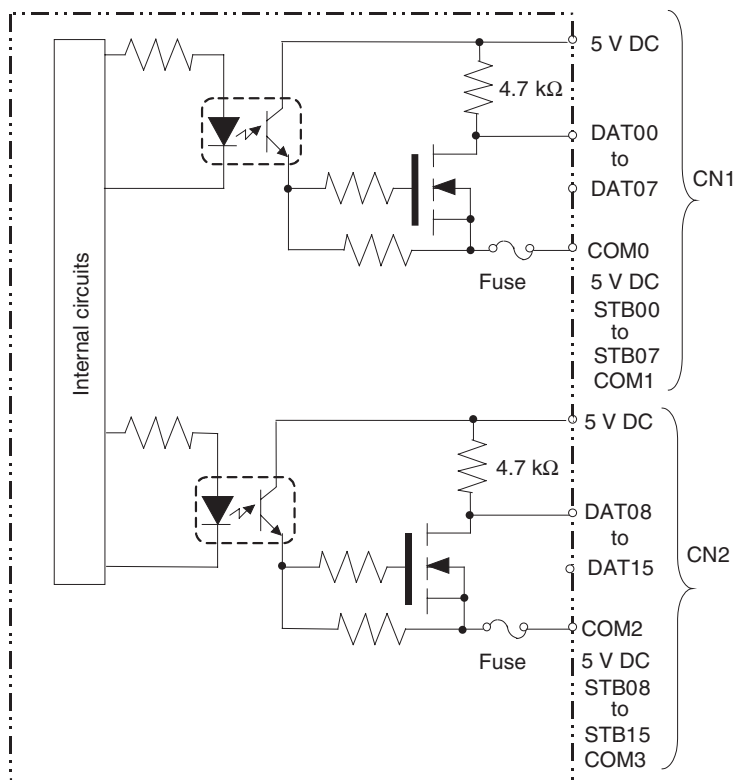 5 V DC
4.7 kΩ
DAT00
to
DAT07
CN1
COM0
Fuse
5 V DC
STB00
to
STB07
COM1
Internal circuits
5 V DC
4.7 kΩ
DAT08
to
DAT15
CN2
COM2
Fuse
5 V DC
STB08
to
STB15
COM3